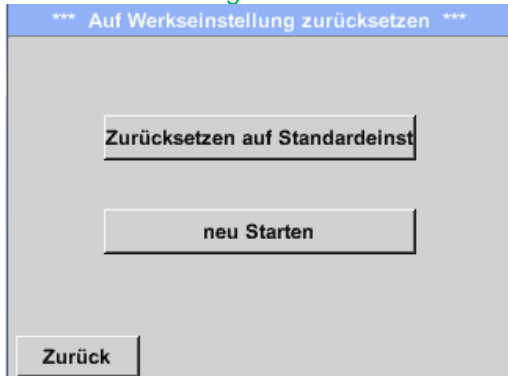 *** Auf Werkseinstellung zurücksetzen ***
Zurücksetzen auf Standardeinst
neu Starten
Zurück